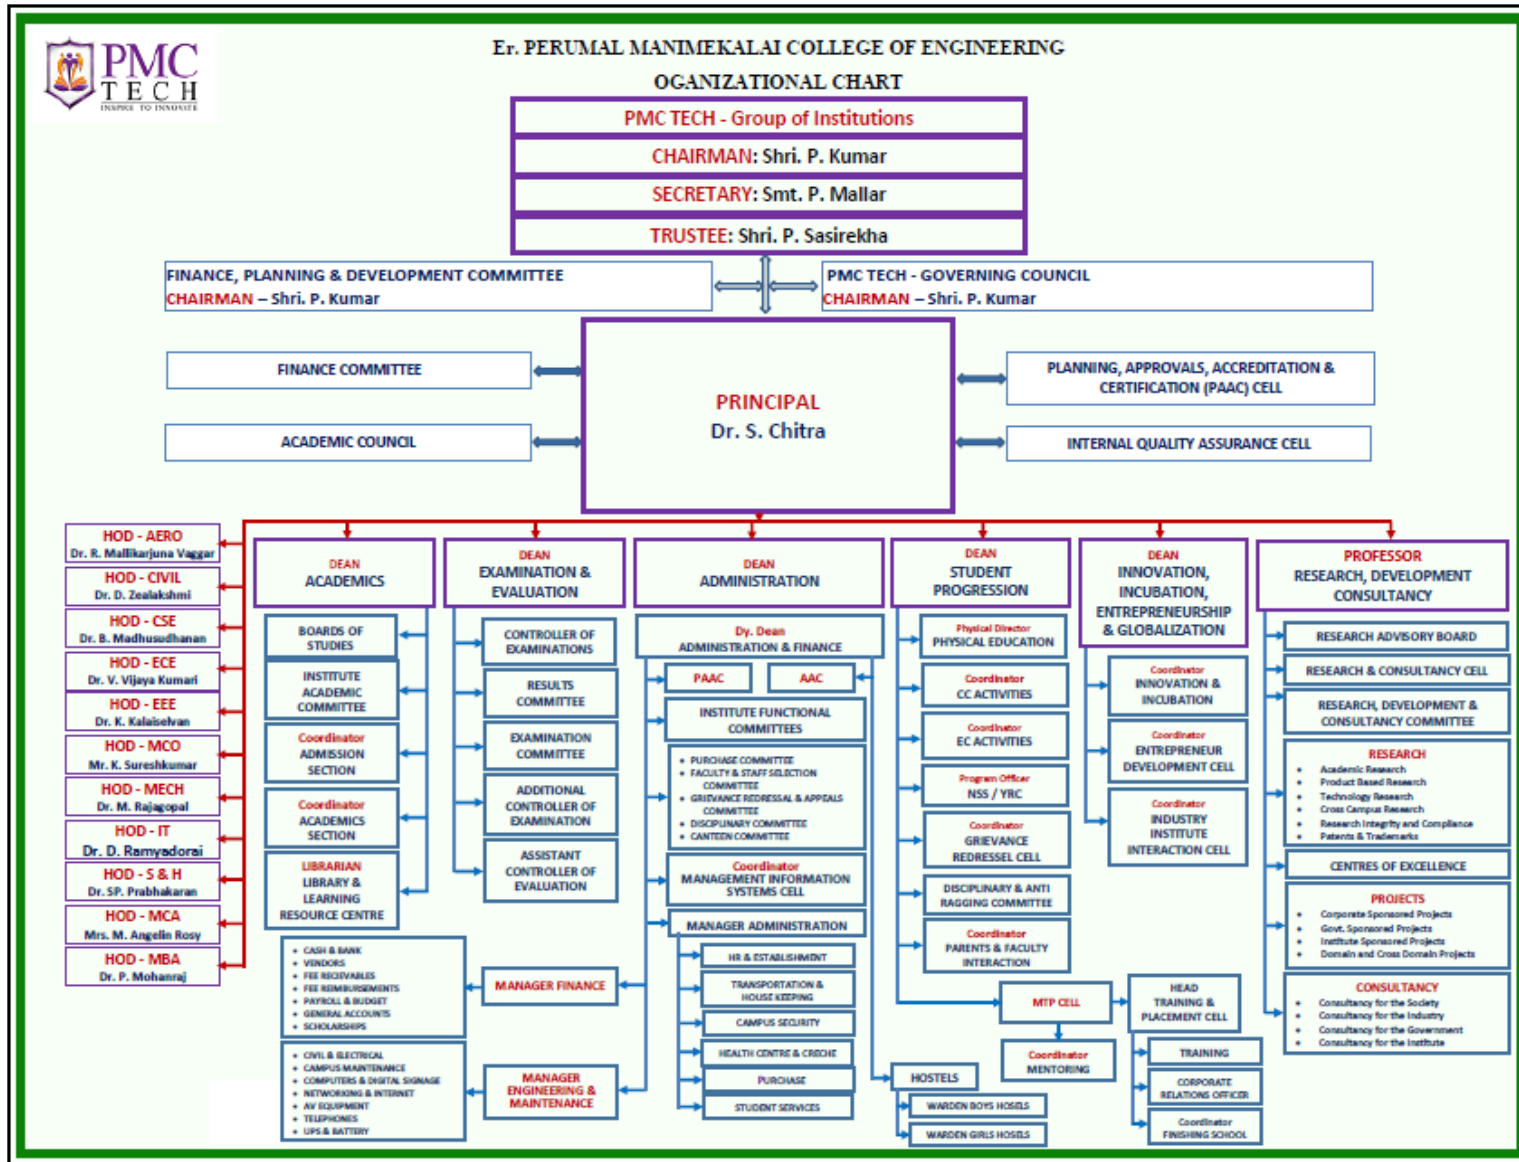 PMC
TECH
INSPIRE TO INNOVATE
Er. PERUMAL MANIMEKALAI COLLEGE OF ENGINEERING
OGANIZATIONAL CHART
PMC TECH - Group of Institutions
CHAIRMAN: Shri. P. Kumar
SECRETARY: Smt. P. Mallar
TRUSTEE: Shri. P. Sasirekha
FINANCE, PLANNING & DEVELOPMENT COMMITTEE
CHAIRMAN – Shri. P. Kumar
PMC TECH - GOVERNING COUNCIL
CHAIRMAN – Shri. P. Kumar
FINANCE COMMITTEE
ACADEMIC COUNCIL
PRINCIPAL
Dr. S. Chitra
PLANNING, APPROVALS, ACCREDITATION &
CERTIFICATION (PAAC) CELL
INTERNAL QUALITY ASSURANCE CELL
HOD - AERO
Dr. R. Mallikarjuna Vaggar
HOD - CIVIL
Dr. D. Zealakshmi
HOD - CSE
Dr. B. Madhusudhanan
HOD - ECE
Dr. V. Vijaya Kumari
HOD - EEE
Dr. K. Kalaiselvan
HOD - MCO
Mr. K. Sureshkumar
HOD - MECH
Dr. M. Rajagopal
HOD - IT
Dr. D. Ramyadorai
HOD - S & H
Dr. SP. Prabhakaran
HOD - MCA
Mrs. M. Angelin Rosy
HOD - MBA
Dr. P. Mohanraj
DEAN
ACADEMICS
BOARDS OF
STUDIES
INSTITUTE
ACADEMIC
COMMITTEE
Coordinator
ADMISSION
SECTION
Coordinator
ACADEMICS
SECTION
LIBRARIAN
LIBRARY &
LEARNING
RESOURCE CENTRE
DEAN
EXAMINATION &
EVALUATION
CONTROLLER OF
EXAMINATIONS
RESULTS
COMMITTEE
EXAMINATION
COMMITTEE
ADDITIONAL
CONTROLLER OF
EXAMINATION
ASSISTANT
CONTROLLER OF
EVALUATION
DEAN
ADMINISTRATION
Dy. Dean
ADMINISTRATION & FINANCE
PAAC
AAC
INSTITUTE FUNCTIONAL
COMMITTEES
• PURCHASE COMMITTEE
• FACULTY & STAFF SELECTION
COMMITTEE
• GRIEVANCE REDRESSAL & APPEALS
COMMITTEE
• DISCIPLINARY COMMITTEE
• CANTEEN COMMITTEE
Coordinator
MANAGEMENT INFORMATION
SYSTEMS CELL
MANAGER ADMINISTRATION
HR & ESTABLISHMENT
TRANSPORTATION &
HOUSE KEEPING
CAMPUS SECURITY
HEALTH CENTRE & CRECHE
PURCHASE
STUDENT SERVICES
MANAGER FINANCE
• CASH & BANK
• VENDORS
• FEE RECIEVABLES
• FEE REIMBURSEMENTS
• PAYROLL & BUDGET
• GENERAL ACCOUNTS
• SCHOLARSHIPS
MANAGER
ENGINEERING &
MAINTENANCE
• CIVIL & ELECTRICAL
• CAMPUS MAINTENANCE
• COMPUTERS & DIGITAL SIGNAGE
• NETWORKING & INTERNET
• AV EQUIPMENT
• TELEPHONES
• UPS & BATTERY
HOSTELS
WARDEN BOYS HOSELS
WARDEN GIRLS HOSELS
DEAN
STUDENT
PROGRESSION
Physical Director
PHYSICAL EDUCATION
Coordinator
CC ACTIVITIES
Coordinator
EC ACTIVITIES
Program Officer
NSS / YRC
Coordinator
GRIEVANCE
REDRESSEL CELL
DISCIPLINARY & ANTI
RAGGING COMMITTEE
Coordinator
PARENTS & FACULTY
INTERACTION
MTP CELL
Coordinator
MENTORING
HEAD
TRAINING &
PLACEMENT CELL
TRAINING
CORPORATE
RELATIONS OFFICER
Coordinator
FINISHING SCHOOL
DEAN
INNOVATION,
INCUBATION,
ENTREPRENEURSHIP
& GLOBALIZATION
Coordinator
INNOVATION &
INCUBATION
Coordinator
ENTREPRENEUR
DEVELOPMENT CELL
Coordinator
INDUSTRY
INSTITUTE
INTERACTION CELL
PROFESSOR
RESEARCH, DEVELOPMENT
CONSULTANCY
RESEARCH ADVISORY BOARD
RESEARCH & CONSULTANCY CELL
RESEARCH, DEVELOPMENT &
CONSULTANCY COMMITTEE
RESEARCH
• Academic Research
• Product Based Research
• Technology Research
• Cross Campus Research
• Research Integrity and Compliance
• Patents & Trademarks
CENTRES OF EXCELLENCE
PROJECTS
• Corporate Sponsored Projects
• Govt. Sponsored Projects
• Institute Sponsored Projects
• Domain and Cross Domain Projects
CONSULTANCY
• Consultancy for the Society
• Consultancy for the Industry
• Consultancy for the Government
• Consultancy for the Institute